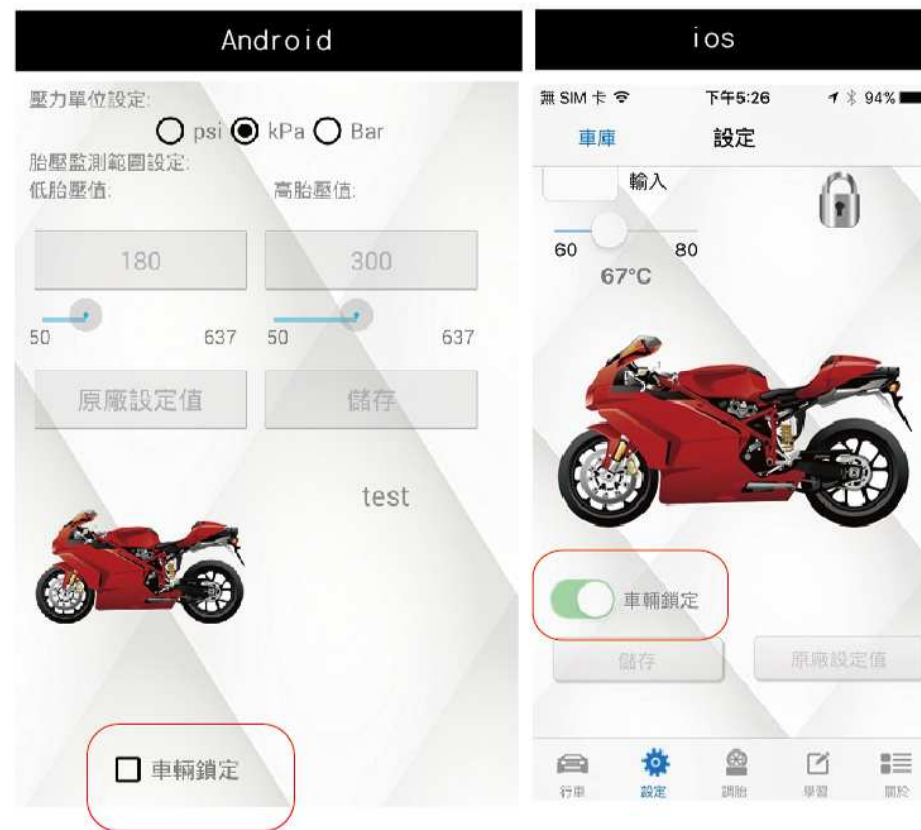 Android
壓力單位設定:
psi kPa Bar
胎壓監測範圍設定:
低胎壓值: 高胎壓值:
180 300
50 637 50 637
原廠設定值 儲存
test
車輛鎖定
ios
無 SIM 卡 下午5:26 94%
車庫 設定
輸入
60 80
67°C
車輛鎖定
儲存 原廠設定值
行車 設定 調胎 學習 關於